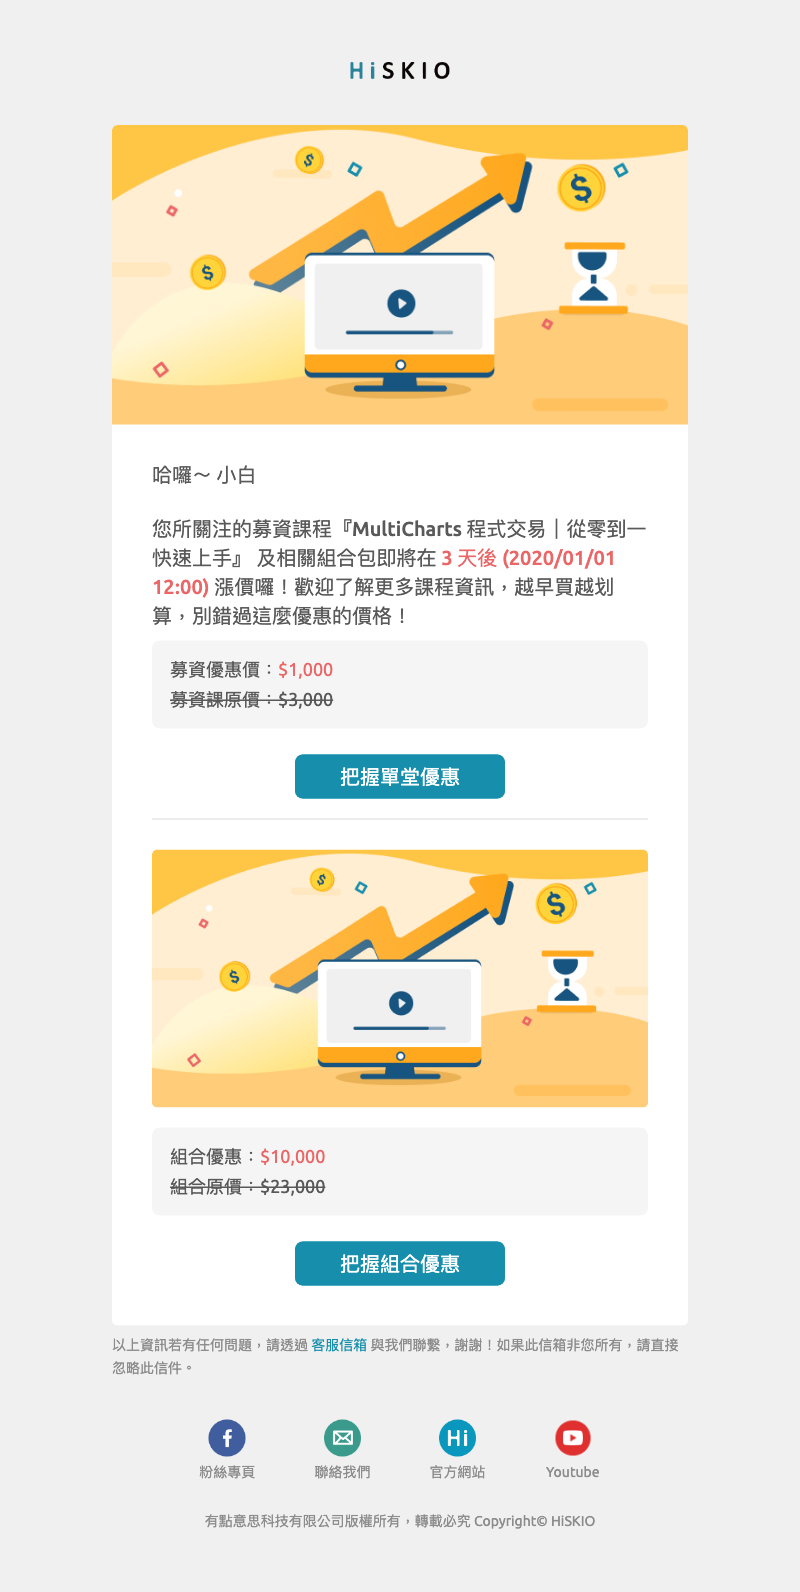 HiSKIO
$
$
$
哈囉～ 小白
您所關注的募資課程『MultiCharts 程式交易｜從零到一
快速上手』 及相關組合包即將在 3 天後 (2020/01/01
12:00) 漲價囉！歡迎了解更多課程資訊，越早買越划
算，別錯過這麼優惠的價格！
募資優惠價：$1,000
募資課原價：$3,000
把握單堂優惠
$
$
$
組合優惠：$10,000
組合原價：$23,000
把握組合優惠
以上資訊若有任何問題，請透過 客服信箱 與我們聯繫，謝謝！如果此信箱非您所有，請直接
忽略此信件。
f Hi
粉絲專頁 聯絡我們 官方網站 Youtube
有點意思科技有限公司版權所有，轉載必究 Copyright© HiSKIO